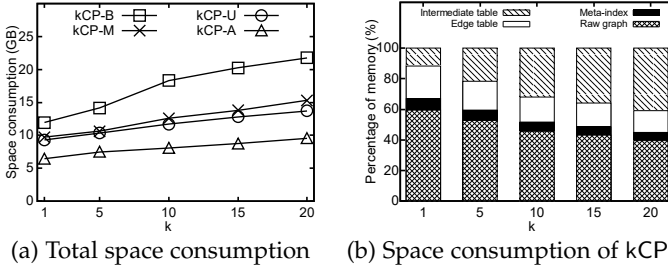 kCP-B kCP-U
kCP-M kCP-A
Space consumption (GB)
25
20
15
10
5
0
1 5 10 15 20
k
(a) Total space consumption
Intermediate table Meta-index
Edge table Raw graph
Percentage of memory (%)
100
80
60
40
20
0
1 5 10 15 20
k
(b) Space consumption of kCP